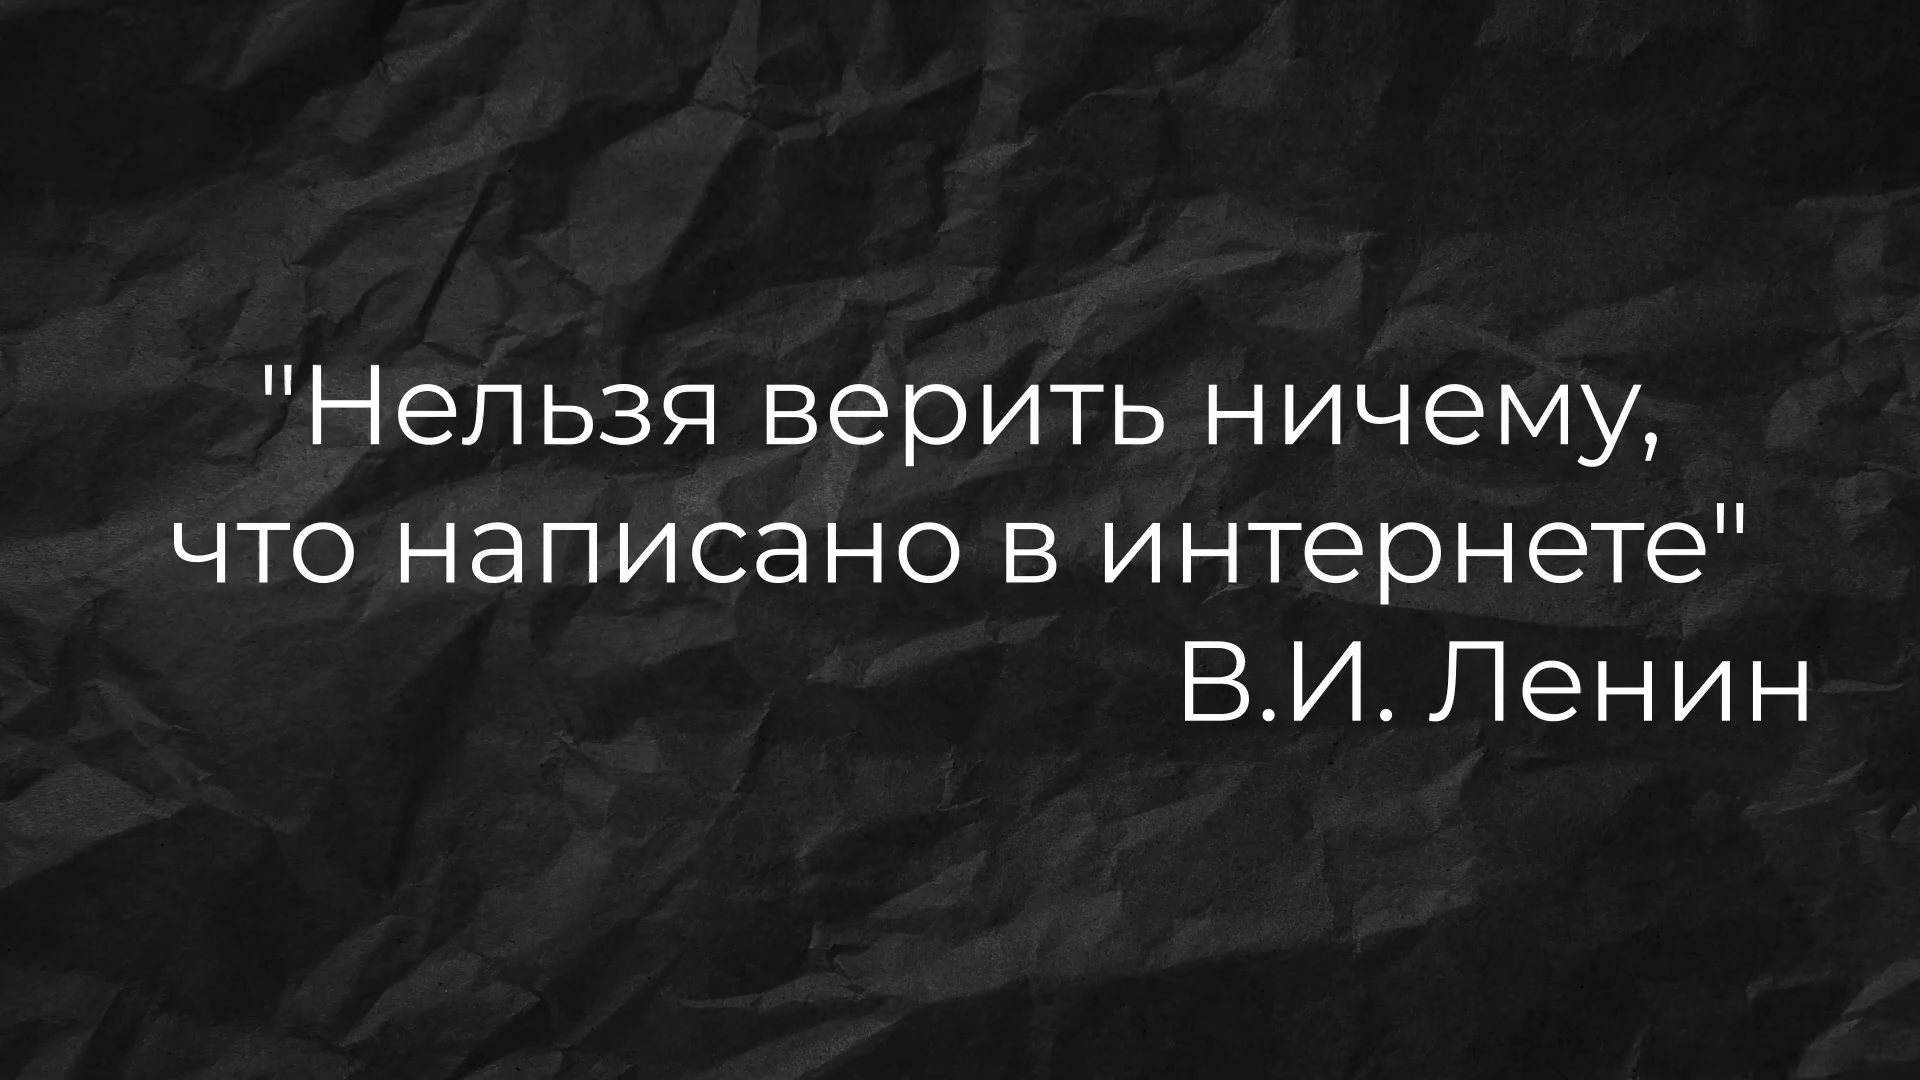 "Нельзя верить ничему,
что написано в интернете"
В.И. Ленин